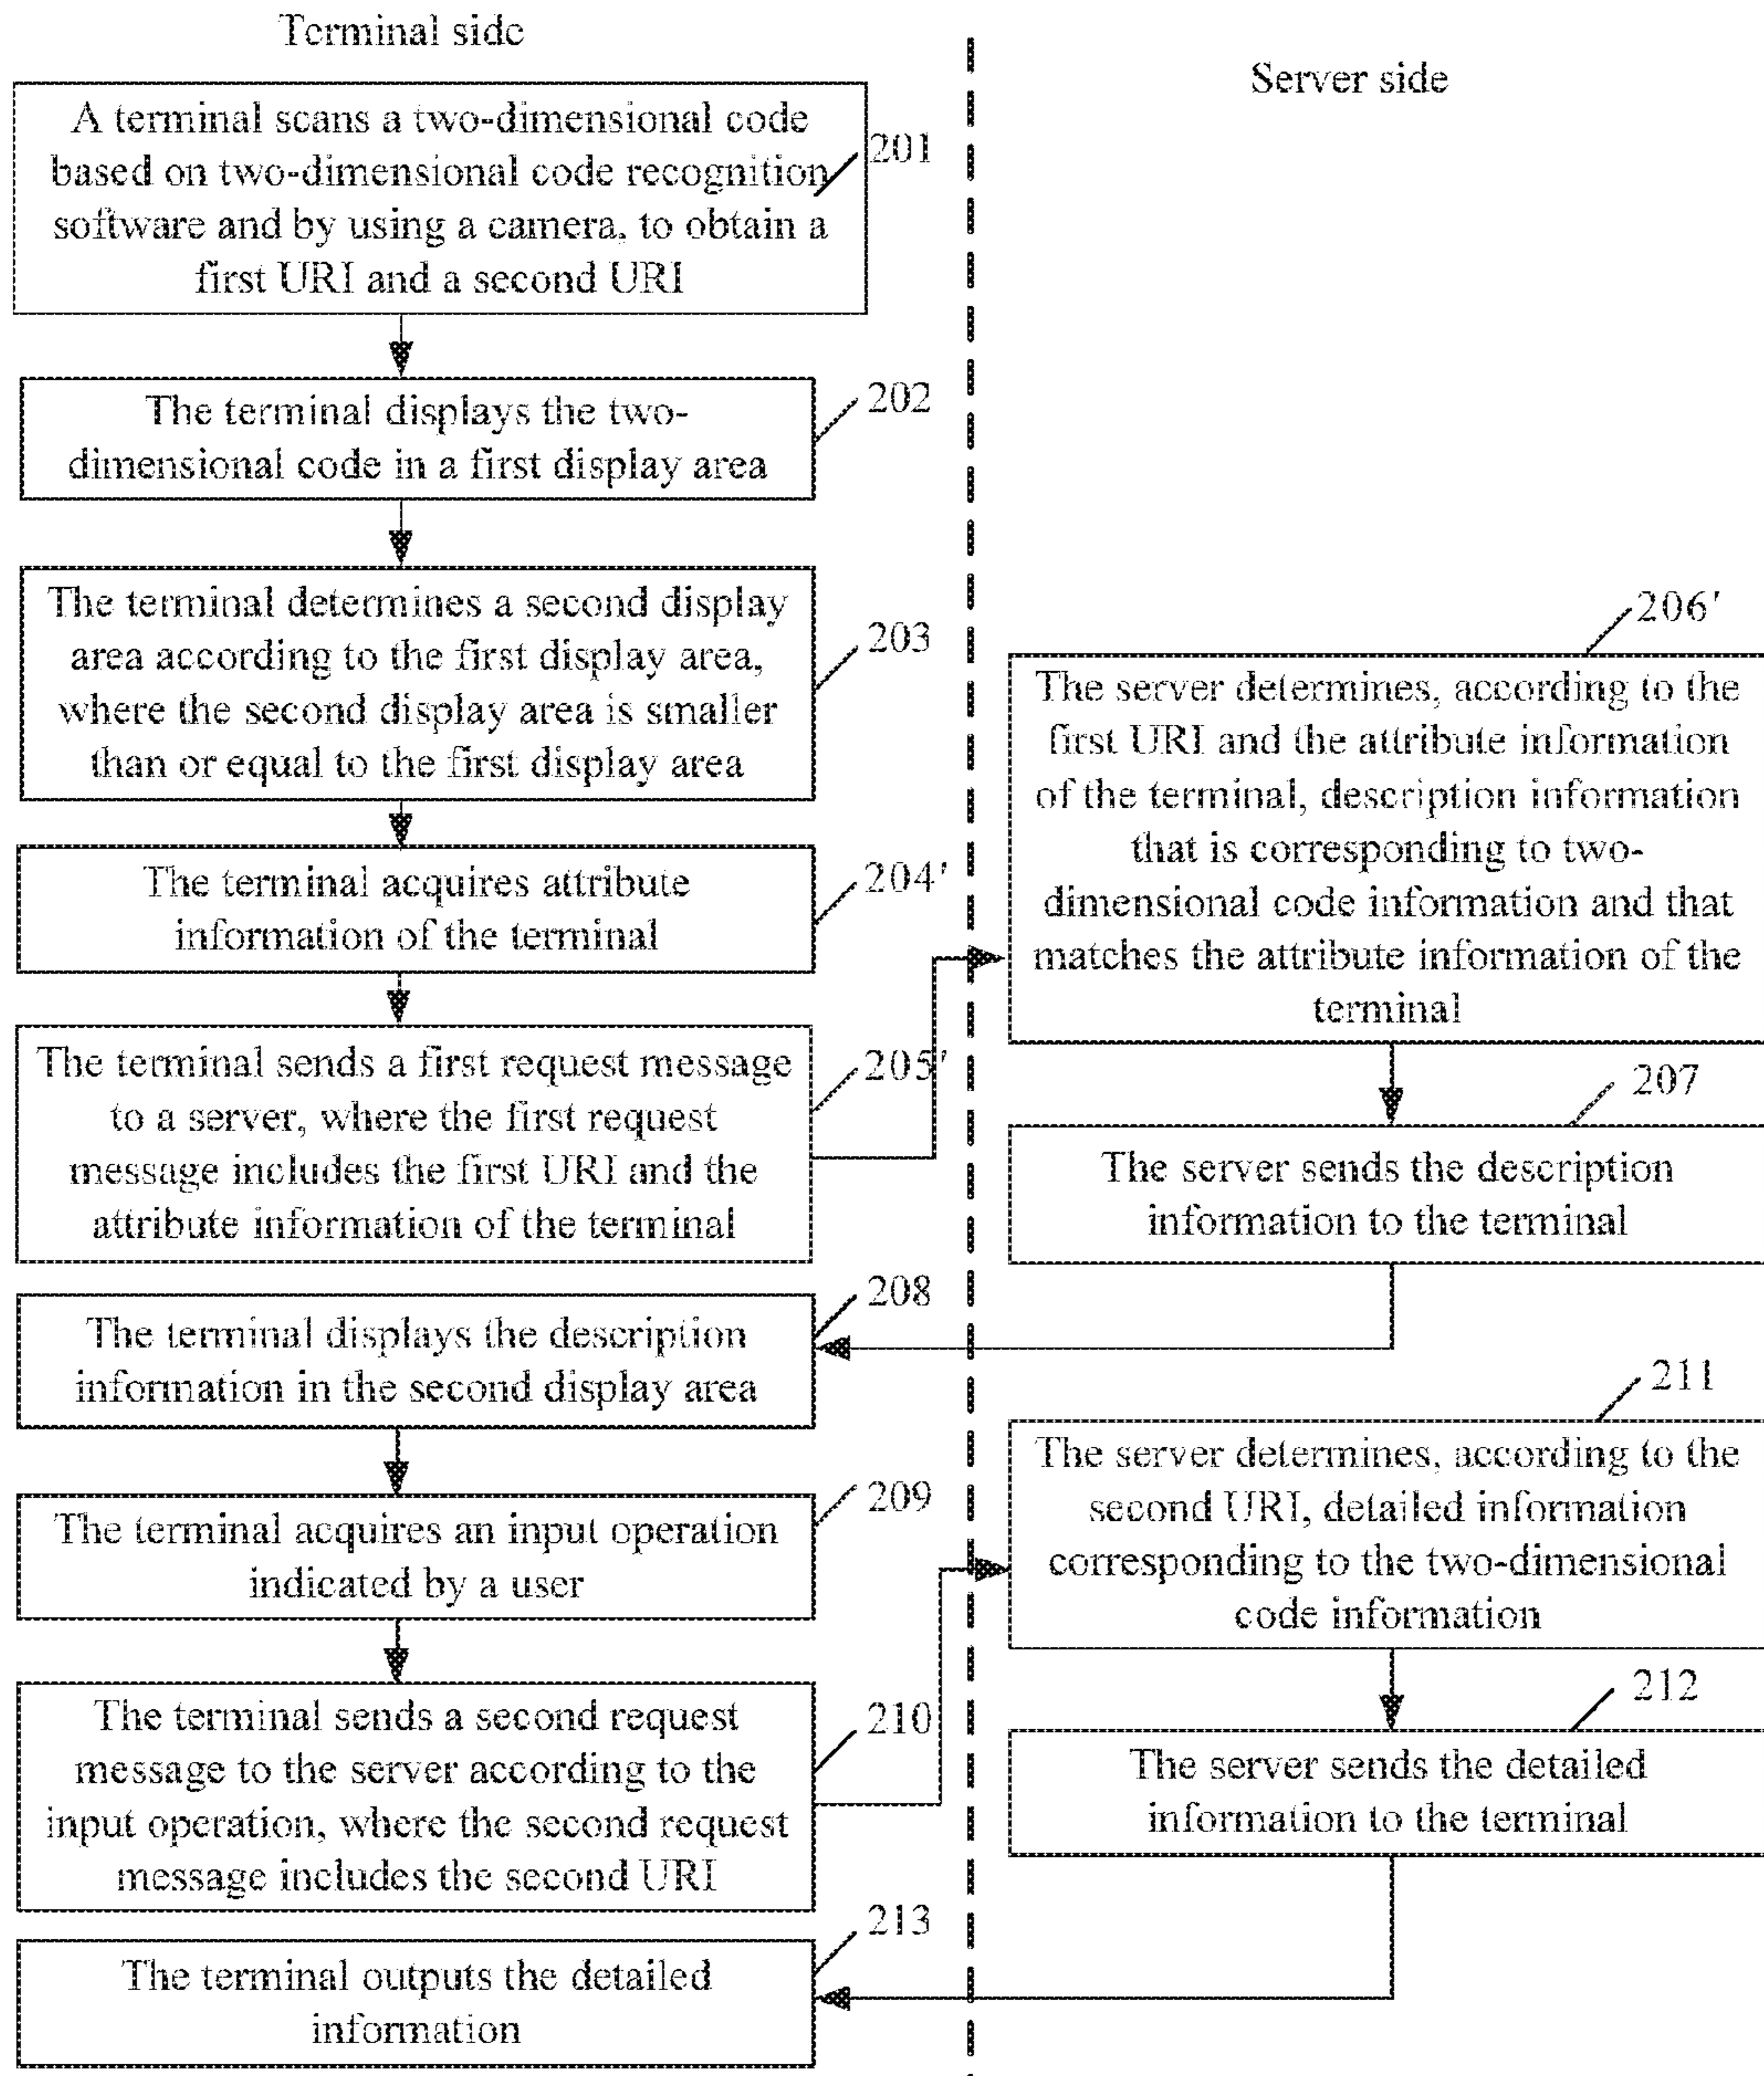 Terminal side
A terminal scans a two-dimensional code
based on two-dimensional code recognition
software and by using a camera, to obtain a
first URI and a second URI
201
The terminal displays the two-
dimensional code in a first display area
202
The terminal determines a second display
area according to the first display area,
where the second display area is smaller
than or equal to the first display area
203
The terminal acquires attribute
information of the terminal
204'
The terminal sends a first request message
to a server, where the first request
message includes the first URI and the
attribute information of the terminal
205'
Server side
The server determines, according to the
first URI and the attribute information
of the terminal, description information
that is corresponding to two-
dimensional code information and that
matches the attribute information of the
terminal
206'
207
The server sends the description
information to the terminal
208
The terminal displays the description
information in the second display area
209
The terminal acquires an input operation
indicated by a user
210
The terminal sends a second request
message to the server according to the
input operation, where the second request
message includes the second URI
211
The server determines, according to the
second URI, detailed information
corresponding to the two-dimensional
code information
212
The server sends the detailed
information to the terminal
213
The terminal outputs the detailed
information